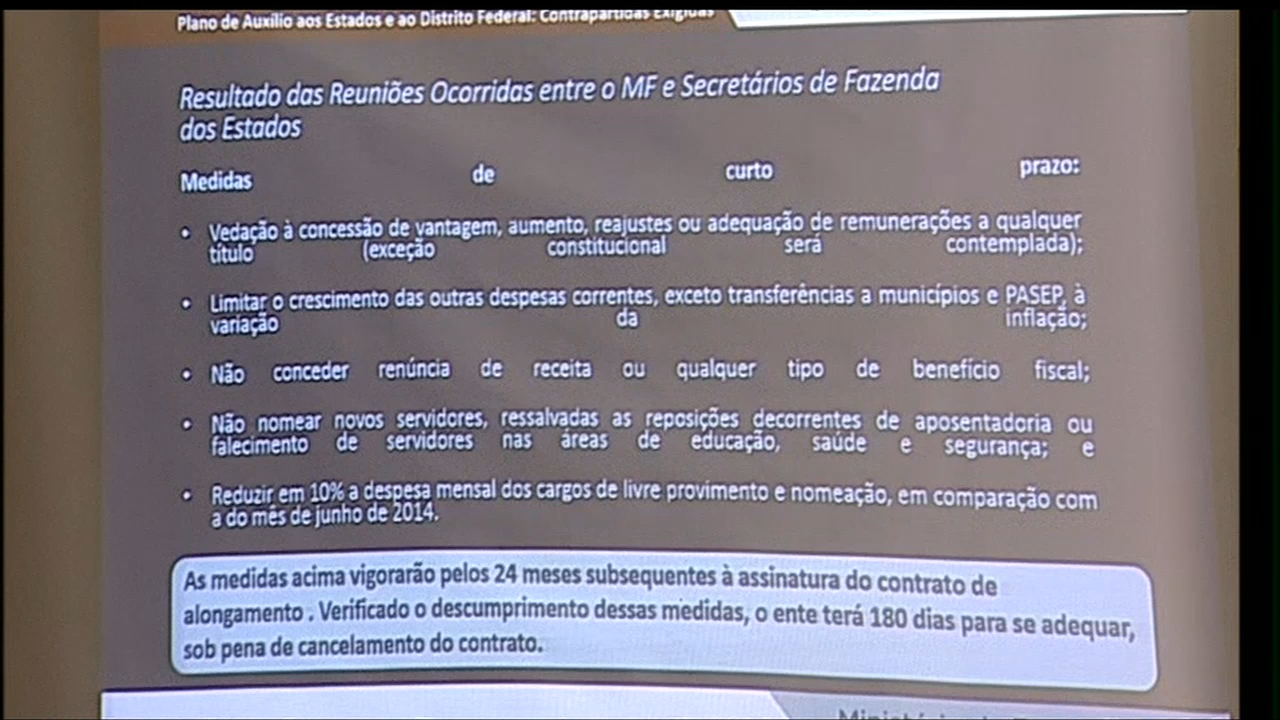 Plano de Auxílio aos Estados e ao Distrito Federal: Contrapartidas Exigidas
Resultado das Reuniões Ocorridas entre o MF e Secretários de Fazenda
dos Estados
Medidas de curto prazo:
• Vedação à concessão de vantagem, aumento, reajustes ou adequação de remunerações a qualquer
título (exceção constitucional será contemplada);
• Limitar o crescimento das outras despesas correntes, exceto transferências a municípios e PASEP, à
variação da inflação;
• Não conceder renúncia de receita ou qualquer tipo de benefício fiscal;
• Não nomear novos servidores, ressalvadas as reposições decorrentes de aposentadoria ou
falecimento de servidores nas áreas de educação, saúde e segurança; e
• Reduzir em 10% a despesa mensal dos cargos de livre provimento e nomeação, em comparação com
a do mês de junho de 2014.
As medidas acima vigorarão pelos 24 meses subsequentes à assinatura do contrato de
alongamento . Verificado o descumprimento dessas medidas, o ente terá 180 dias para se adequar,
sob pena de cancelamento do contrato.